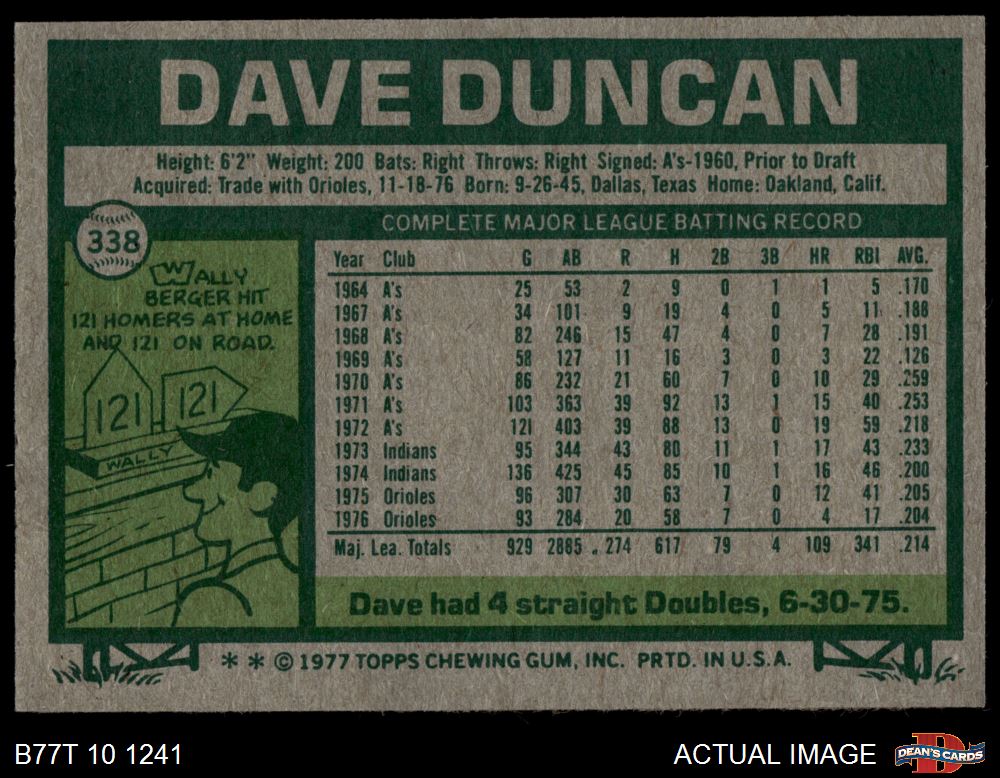 DAVE DUNCAN
Height: 6'2" Weight: 200 Bats: Right Throws: Right Signed: A's-1960, Prior to Draft
Acquired: Trade with Orioles, 11-18-76 Born: 9-26-45, Dallas, Texas Home: Oakland, Calif.
338
WALLY
BERGER HIT
121 HOMERS AT HOME
AND 121 ON ROAD.
121 121
WALLY
COMPLETE MAJOR LEAGUE BATTING RECORD
Year Club G AB R H 2B 3B HR RBI AVG.
1964 A's 25 53 2 9 0 1 1 5 .170
1967 A's 34 101 9 19 4 0 5 11 .188
1968 A's 82 246 15 47 4 0 7 28 .191
1969 A's 58 127 11 16 3 0 3 22 .126
1970 A's 86 232 21 60 7 0 10 29 .259
1971 A's 103 363 39 92 13 1 15 40 .253
1972 A's 121 403 39 88 13 0 19 59 .218
1973 Indians 95 344 43 80 11 1 17 43 .233
1974 Indians 136 425 45 85 10 1 16 46 .200
1975 Orioles 96 307 30 63 7 0 12 41 .205
1976 Orioles 93 284 20 58 7 0 4 17 .204
Maj. Lea. Totals 929 2885 274 617 79 4 109 341 .214
Dave had 4 straight Doubles, 6-30-75.
* * © 1977 TOPPS CHEWING GUM, INC. PRTD. IN U.S.A.
B77T 10 1241
ACTUAL IMAGE
DEAN'S CARDS